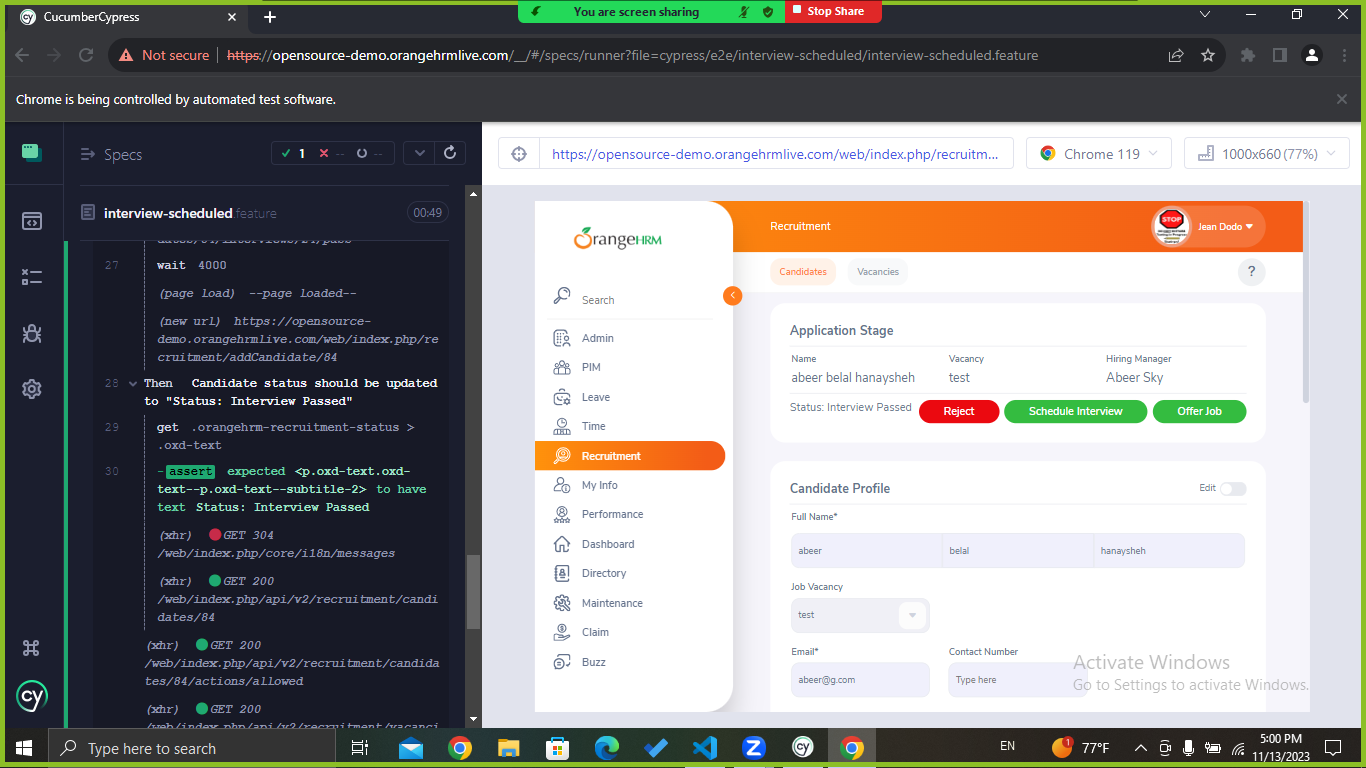 CucumberCypress
You are screen sharing
Stop Share
Not secure
https://opensource-demo.orangehrmlive.com/__/#/specs/runner?file=cypress/e2e/interview-scheduled/interview-scheduled.feature
Chrome is being controlled by automated test software.
Specs
1 -- --
interview-scheduled.feature
00:49
27 wait 4000
(page load) --page loaded--
(new url) https://opensource-
demo.orangehrmlive.com/web/index.php/re
cruitment/addCandidate/84
28 Then Candidate status should be updated
to "Status: Interview Passed"
29 get .orangehrm-recruitment-status >
.oxd-text
30 -assert expected <p.oxd-text.oxd-
text--p.oxd-text--subtitle-2> to have
text Status: Interview Passed
(xhr) GET 304
/web/index.php/core/i18n/messages
(xhr) GET 200
/web/index.php/api/v2/recruitment/candi
dates/84
(xhr) GET 200
/web/index.php/api/v2/recruitment/candida
tes/84/actions/allowed
(xhr) GET 200
/web/index.php/api/v2/recruitment/vacanci
cy
https://opensource-demo.orangehrmlive.com/web/index.php/recruitm...
Chrome 119
1000x660 (77%)
OrangeHRM
Search
Admin
PIM
Leave
Time
Recruitment
My Info
Performance
Dashboard
Directory
Maintenance
Claim
Buzz
Recruitment
STOP
Jean Dodo
Candidates
Vacancies
?
Application Stage
Name Vacancy Hiring Manager
abeer belal hanaysheh test Abeer Sky
Status: Interview Passed
Reject
Schedule Interview
Offer Job
Candidate Profile
Edit
Full Name*
abeer belal hanaysheh
Job Vacancy
test
Email* Contact Number
abeer@g.com Type here
Activate Windows
Go to Settings to activate Windows.
Type here to search
EN
1
77°F
5:00 PM
11/13/2023